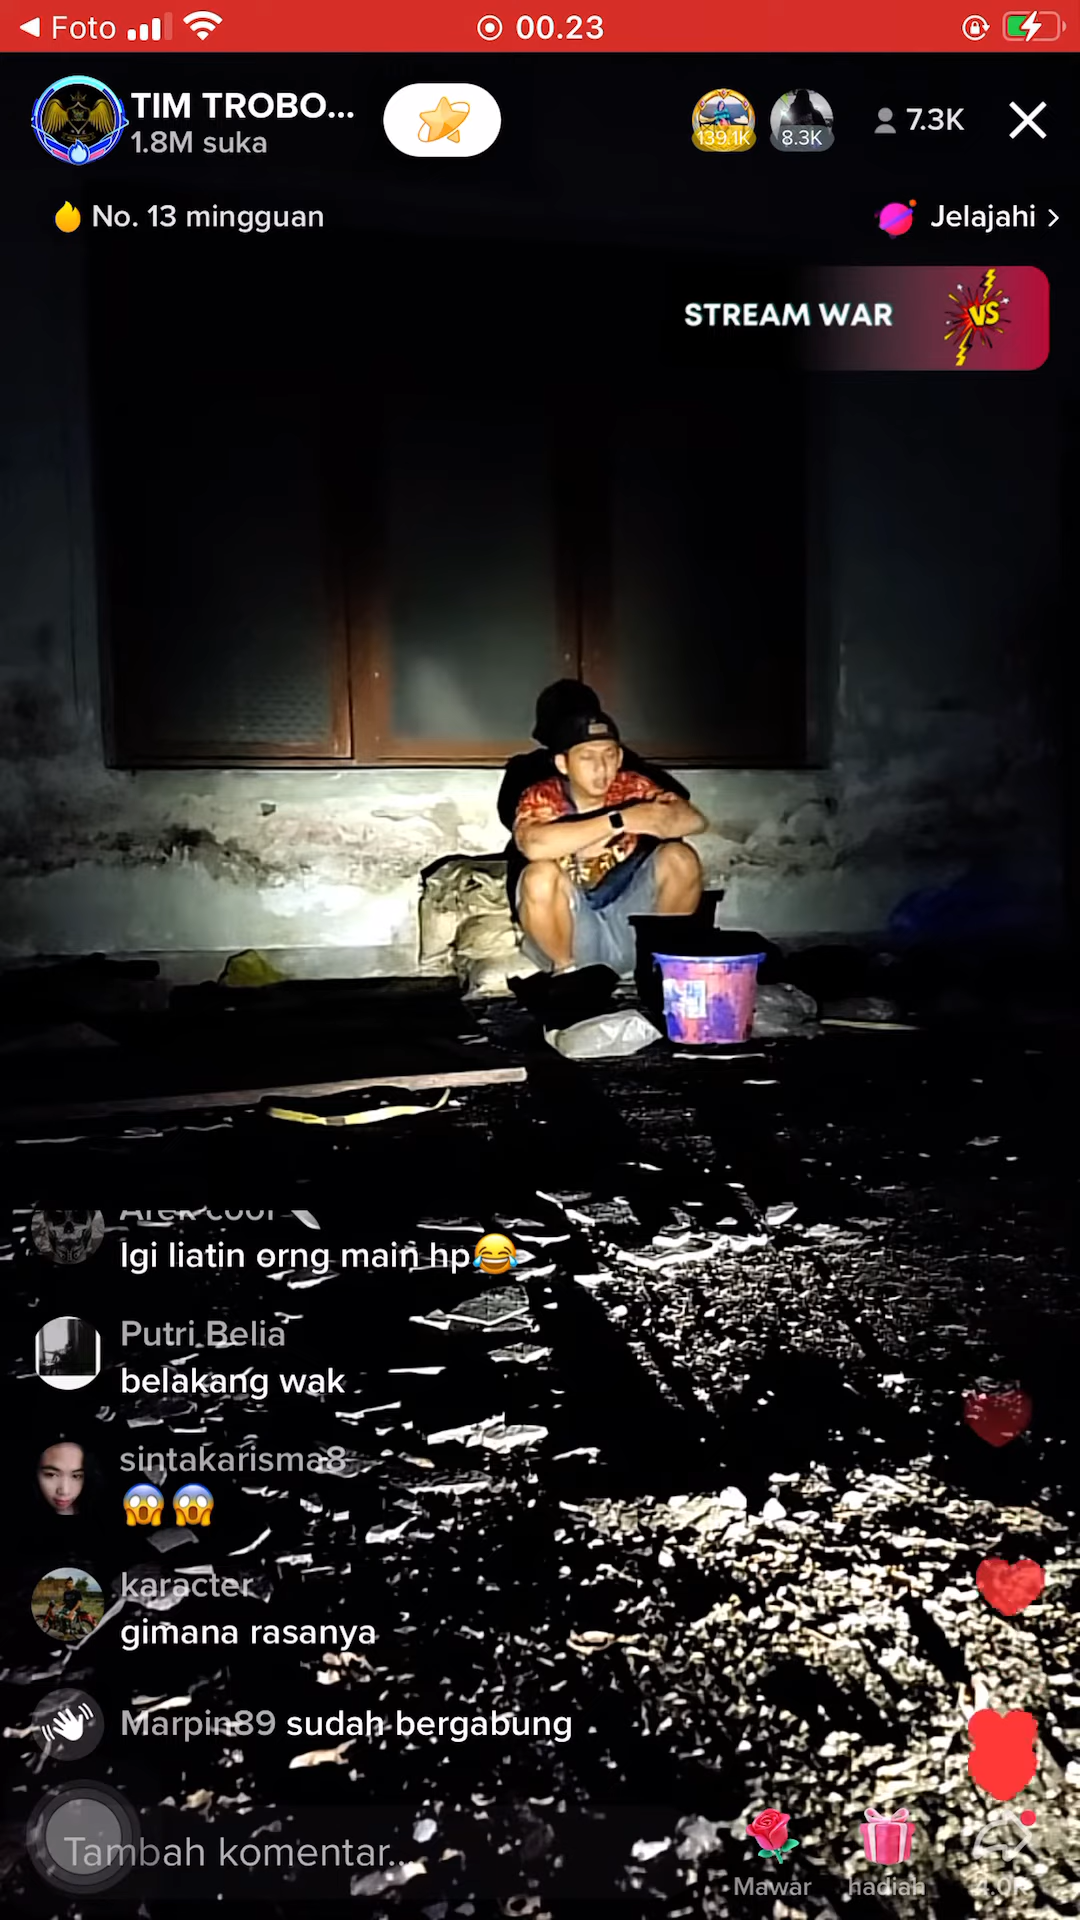 Foto
00.23
TIM TROBO...
1.8M suka
139.1K
8.3K
7.3K
No. 13 mingguan
Jelajahi
STREAM WAR
VS
Arek cool
lgi liatin orng main hp😂
Putri Belia
belakang wak
sintakarisma8
😱😱
karacter
gimana rasanya
Marpin89 sudah bergabung
Tambah komentar...
Mawar
hadiah